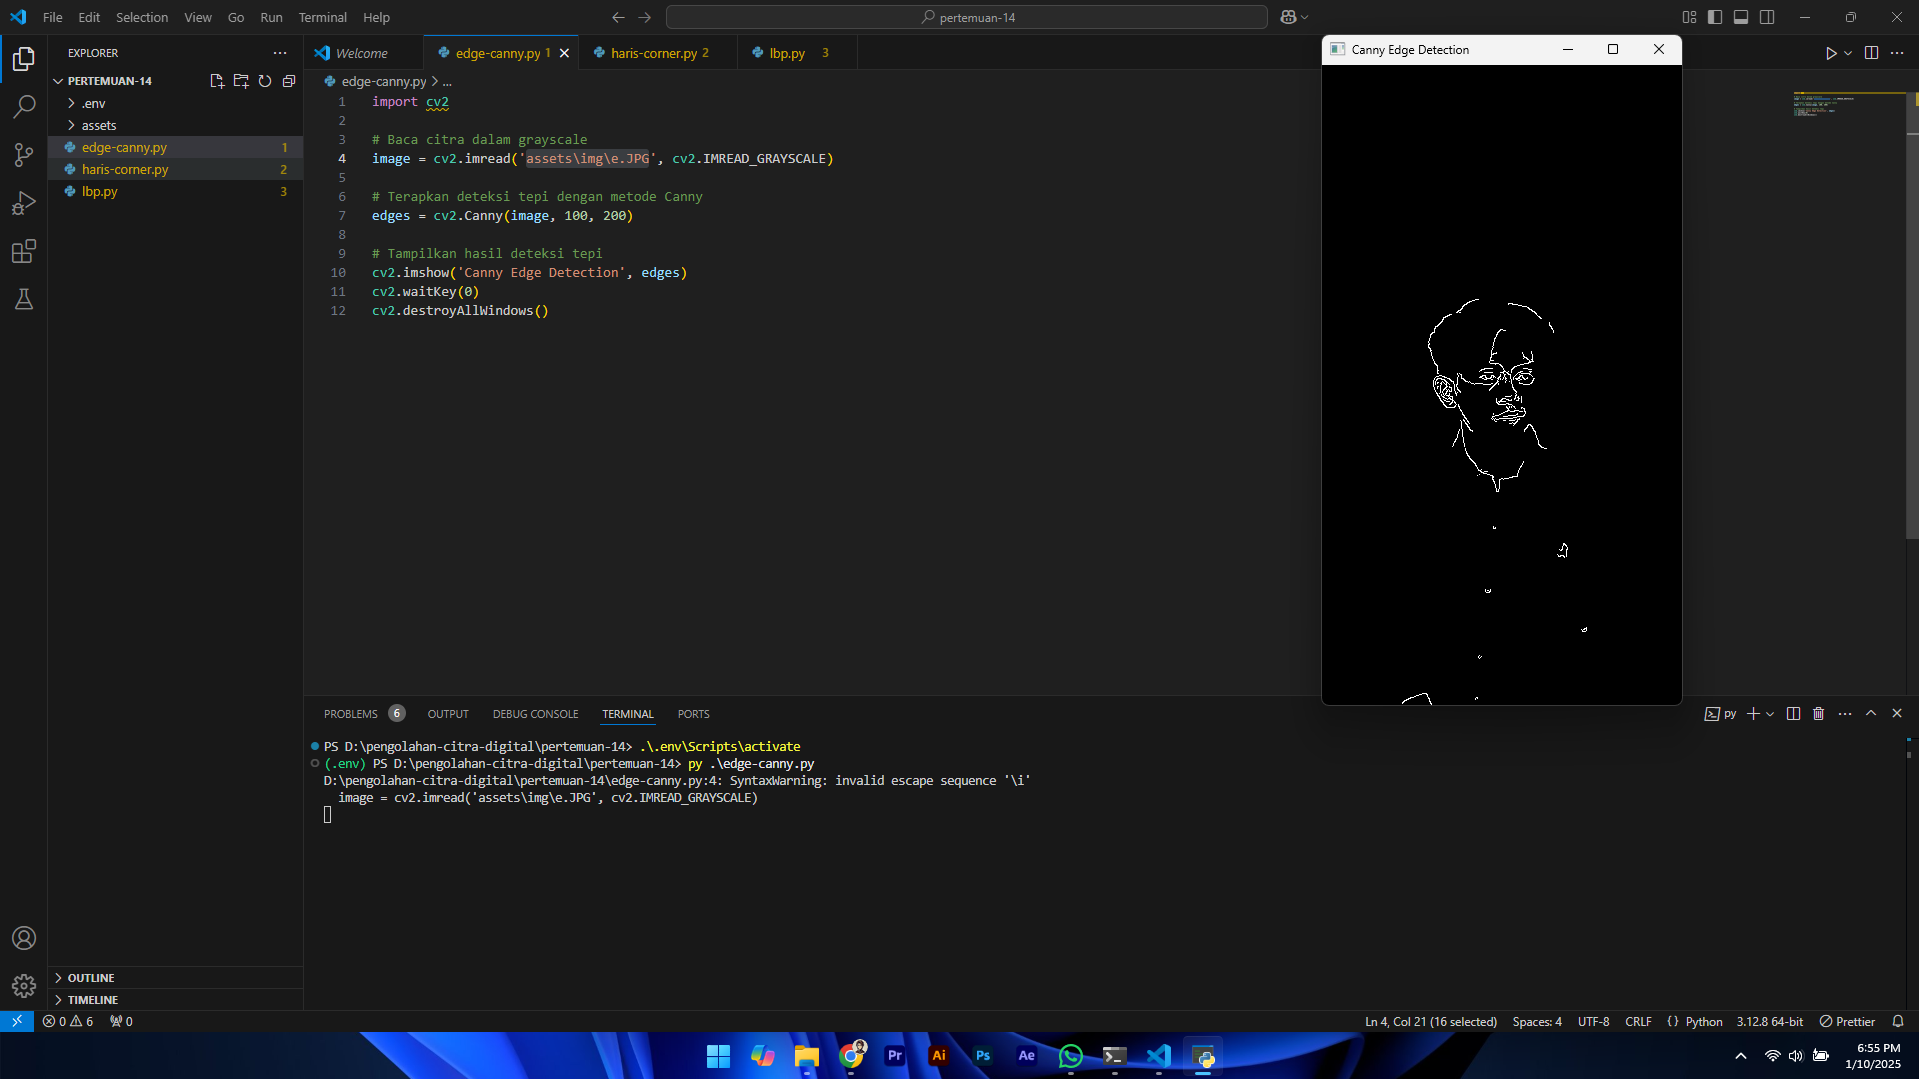 File Edit Selection View Go Run Terminal Help
pertemuan-14
EXPLORER
PERTEMUAN-14
.env
assets
edge-canny.py 1
haris-corner.py 2
lbp.py 3
OUTLINE
TIMELINE
Welcome
edge-canny.py 1
haris-corner.py 2
lbp.py 3
edge-canny.py > ...
1 import cv2
2
3 # Baca citra dalam grayscale
4 image = cv2.imread('assets\img\e.JPG', cv2.IMREAD_GRAYSCALE)
5
6 # Terapkan deteksi tepi dengan metode Canny
7 edges = cv2.Canny(image, 100, 200)
8
9 # Tampilkan hasil deteksi tepi
10 cv2.imshow('Canny Edge Detection', edges)
11 cv2.waitKey(0)
12 cv2.destroyAllWindows()
Canny Edge Detection
PROBLEMS 6 OUTPUT DEBUG CONSOLE TERMINAL PORTS
py
PS D:\pengolahan-citra-digital\pertemuan-14> .\.env\Scripts\activate
(.env) PS D:\pengolahan-citra-digital\pertemuan-14> py .\edge-canny.py
D:\pengolahan-citra-digital\pertemuan-14\edge-canny.py:4: SyntaxWarning: invalid escape sequence '\i'
image = cv2.imread('assets\img\e.JPG', cv2.IMREAD_GRAYSCALE)
0 6 0
Ln 4, Col 21 (16 selected) Spaces: 4 UTF-8 CRLF {} Python 3.12.8 64-bit Prettier
Pr Ai Ps Ae
6:55 PM
1/10/2025